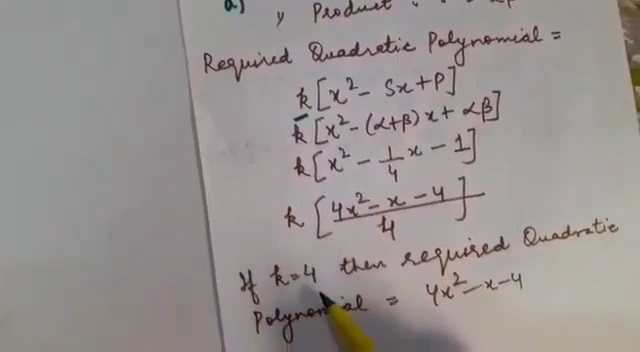 a) ,, Product
Required Quadratic Polynomial =
k[x² - Sx + P]
k[x² - (α+β)x + αβ]
k[x² - 1/4 x - 1]
k[4x² - x - 4 / 4]
If k=4 then required Quadratic
Polynomial = 4x² - x - 4